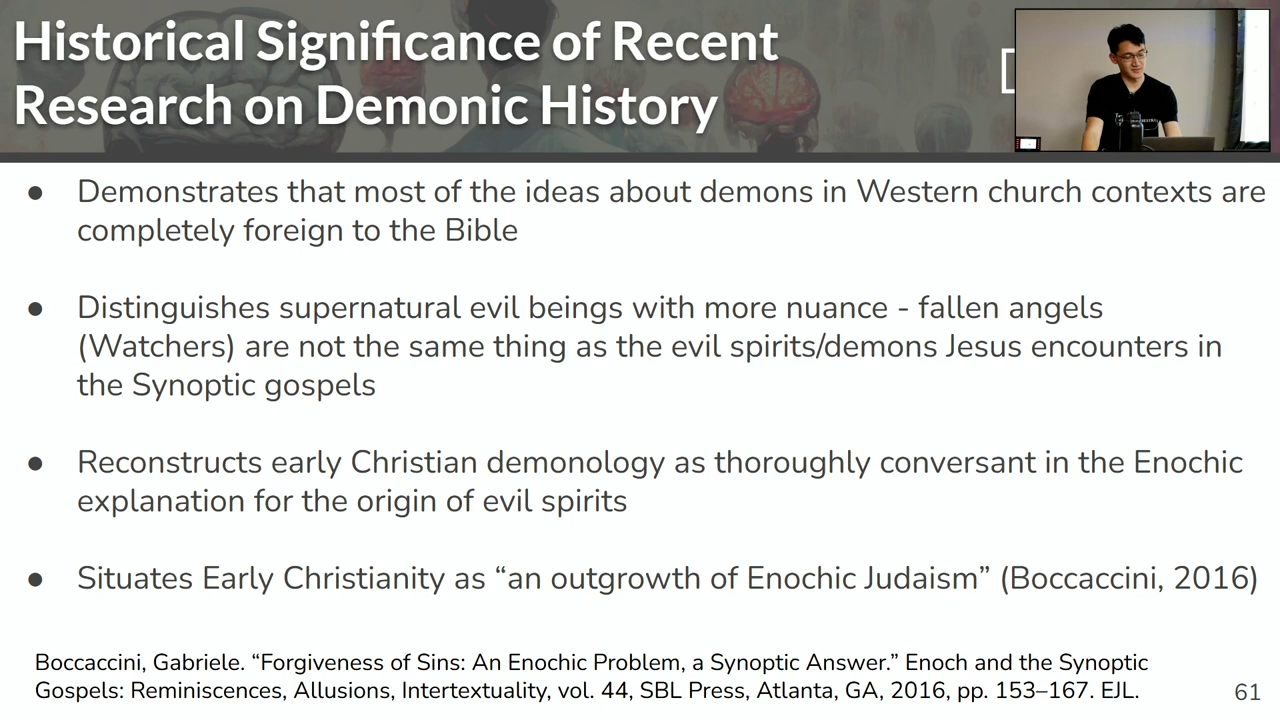 Historical Significance of Recent
Research on Demonic History
● Demonstrates that most of the ideas about demons in Western church contexts are
completely foreign to the Bible
● Distinguishes supernatural evil beings with more nuance - fallen angels
(Watchers) are not the same thing as the evil spirits/demons Jesus encounters in
the Synoptic gospels
● Reconstructs early Christian demonology as thoroughly conversant in the Enochic
explanation for the origin of evil spirits
● Situates Early Christianity as “an outgrowth of Enochic Judaism” (Boccaccini, 2016)
Boccaccini, Gabriele. “Forgiveness of Sins: An Enochic Problem, a Synoptic Answer.” Enoch and the Synoptic
Gospels: Reminiscences, Allusions, Intertextuality, vol. 44, SBL Press, Atlanta, GA, 2016, pp. 153–167. EJL.
61